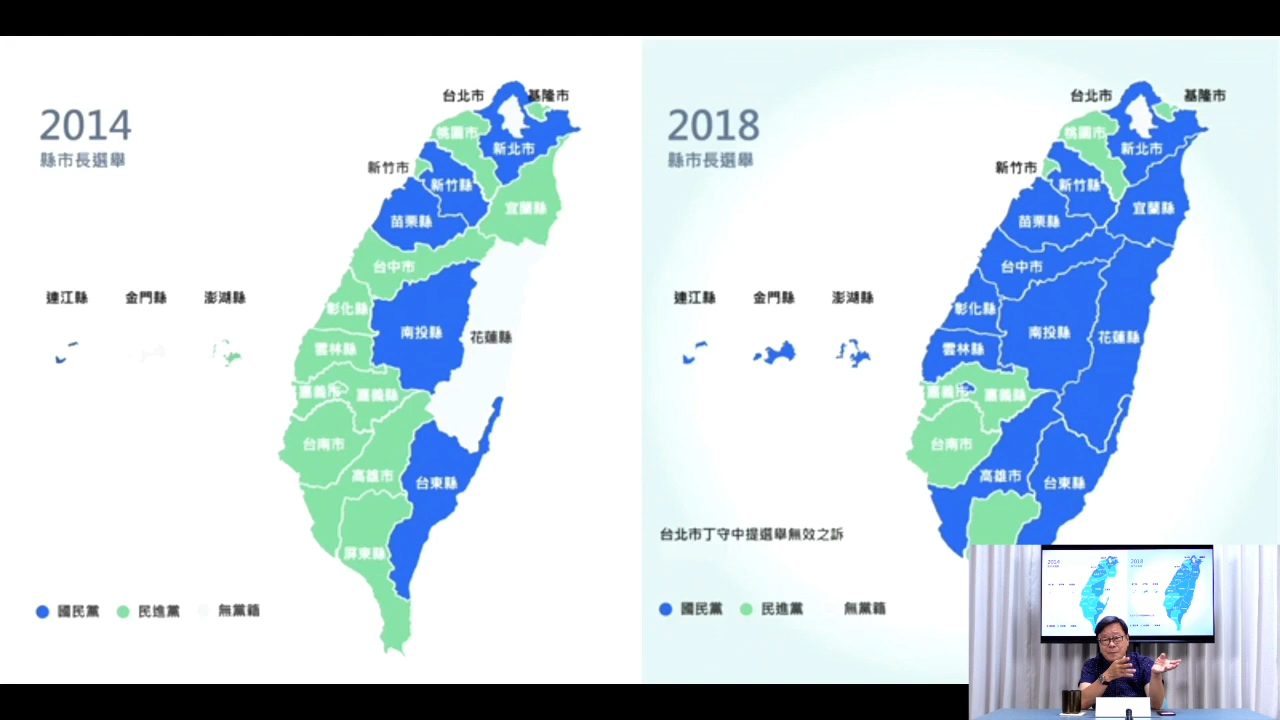 2014
縣市長選舉
台北市
基隆市
桃園市
新北市
新竹市
新竹縣
宜蘭縣
苗栗縣
台中市
連江縣
金門縣
澎湖縣
彰化縣
南投縣
花蓮縣
雲林縣
嘉義市
嘉義縣
台南市
高雄市
台東縣
屏東縣
國民黨
民進黨
無黨籍
2018
縣市長選舉
台北市
基隆市
桃園市
新北市
新竹市
新竹縣
宜蘭縣
苗栗縣
台中市
連江縣
金門縣
澎湖縣
彰化縣
南投縣
花蓮縣
雲林縣
嘉義市
嘉義縣
台南市
高雄市
台東縣
台北市丁守中提選舉無效之訴
國民黨
民進黨
無黨籍
2014
2018